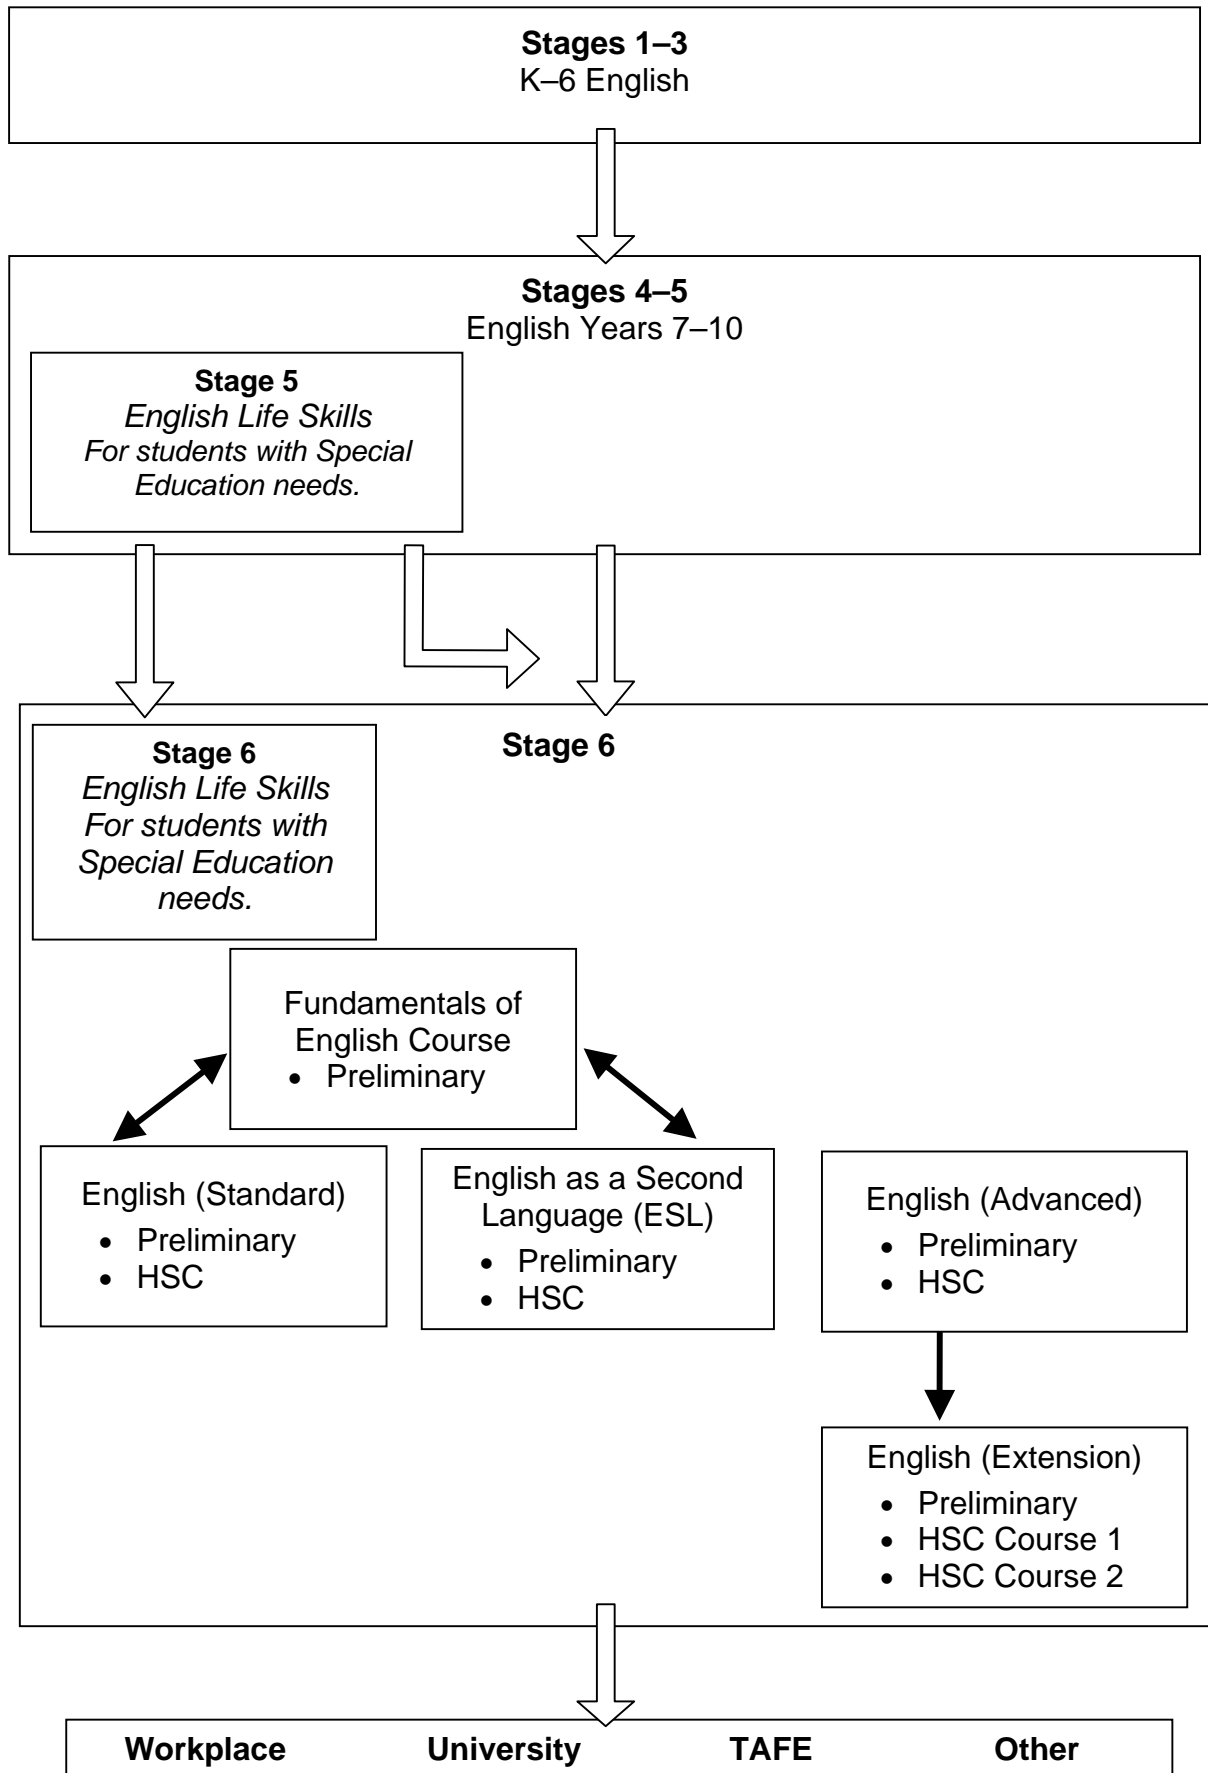 Stages 1–3
K–6 English
Stages 4–5
English Years 7–10
Stage 5
English Life Skills
For students with Special
Education needs.
Stage 6
Stage 6
English Life Skills
For students with
Special Education
needs.
Fundamentals of
English Course
• Preliminary
English (Standard)
• Preliminary
• HSC
English as a Second
Language (ESL)
• Preliminary
• HSC
English (Advanced)
• Preliminary
• HSC
English (Extension)
• Preliminary
• HSC Course 1
• HSC Course 2
Workplace University TAFE Other